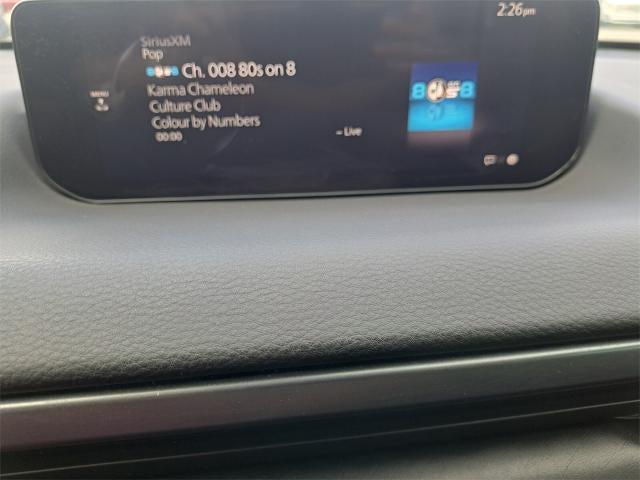 2:26pm
SiriusXM
Pop
Ch. 008 80s on 8
Karma Chameleon
Culture Club
Colour by Numbers
00:00
– Live
MENU